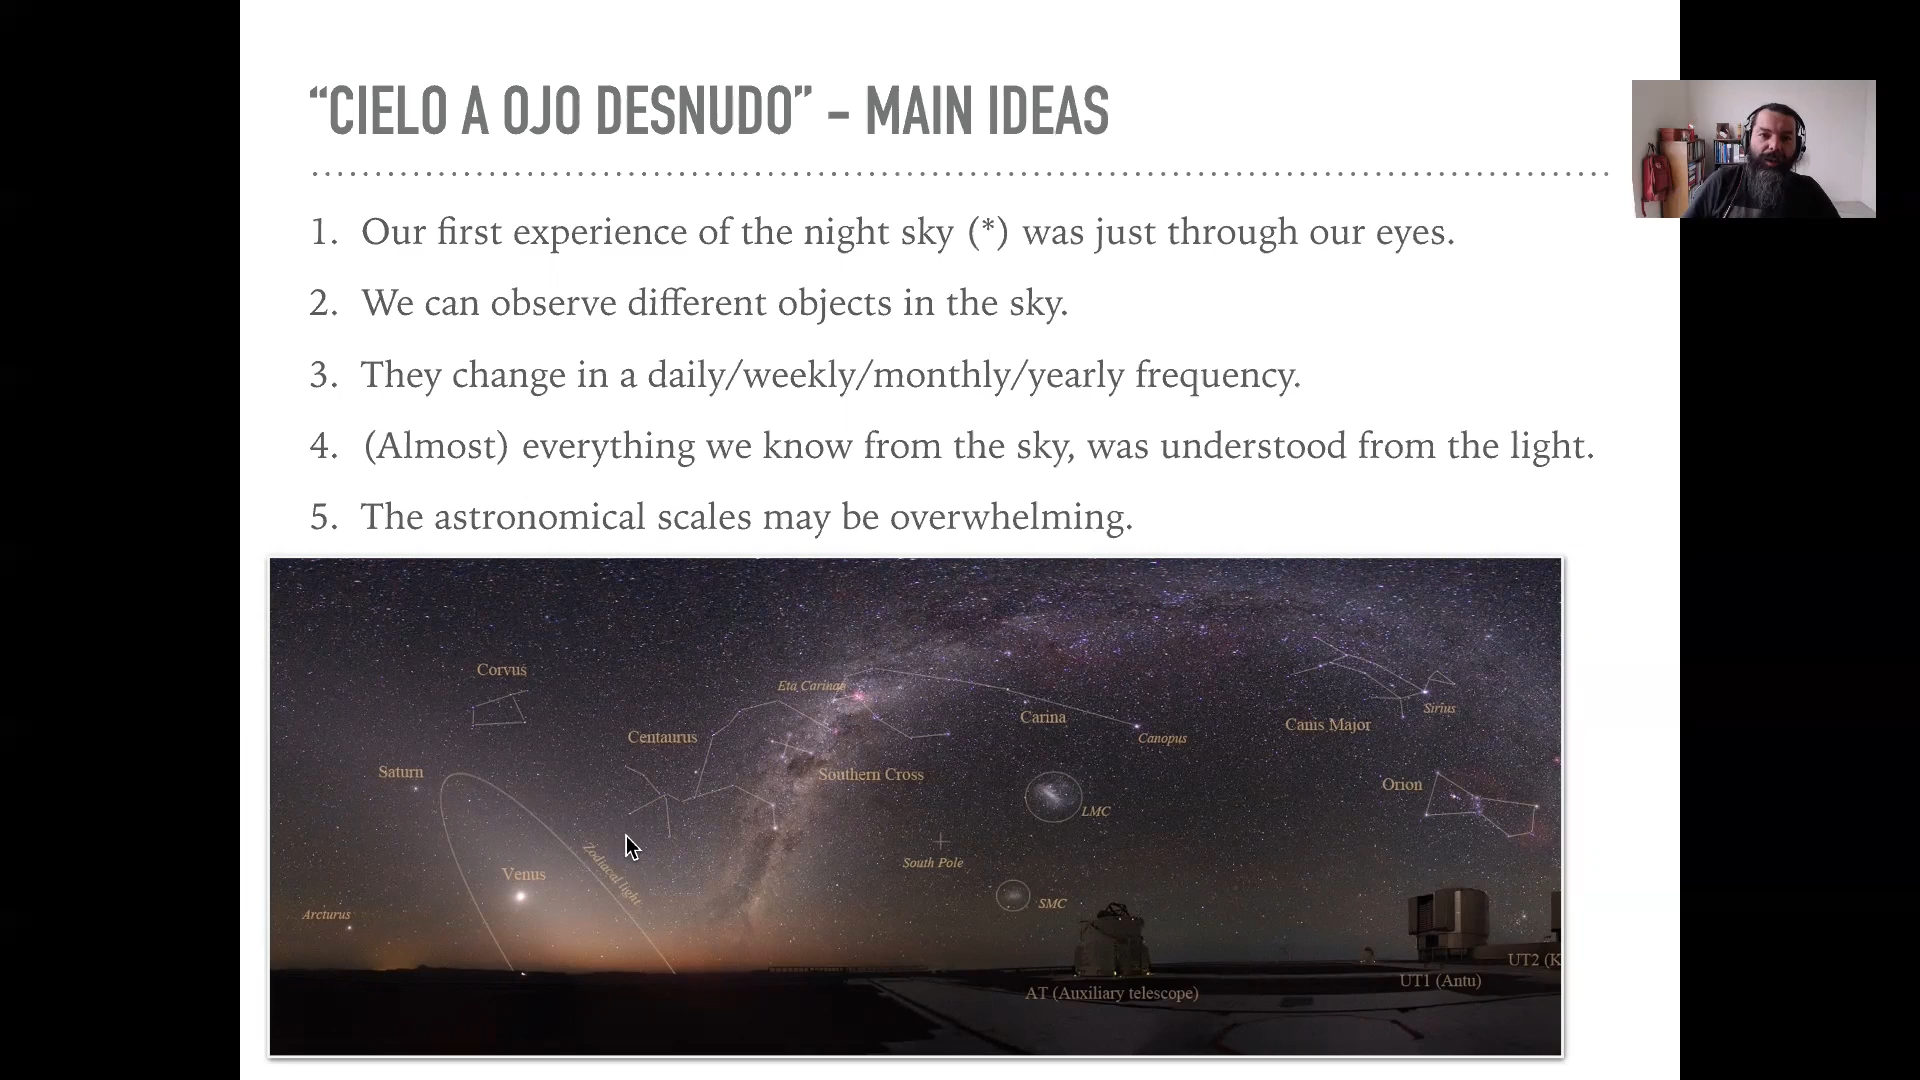 “CIELO A OJO DESNUDO” - MAIN IDEAS
1. Our first experience of the night sky (*) was just through our eyes.
2. We can observe different objects in the sky.
3. They change in a daily/weekly/monthly/yearly frequency.
4. (Almost) everything we know from the sky, was understood from the light.
5. The astronomical scales may be overwhelming.
Corvus
Eta Carinae
Carina
Canopus
Canis Major
Sirius
Centaurus
Southern Cross
Saturn
Orion
LMC
Zodiacal light
South Pole
Venus
SMC
Arcturus
UT2 (K
UT1 (Antu)
AT (Auxiliary telescope)